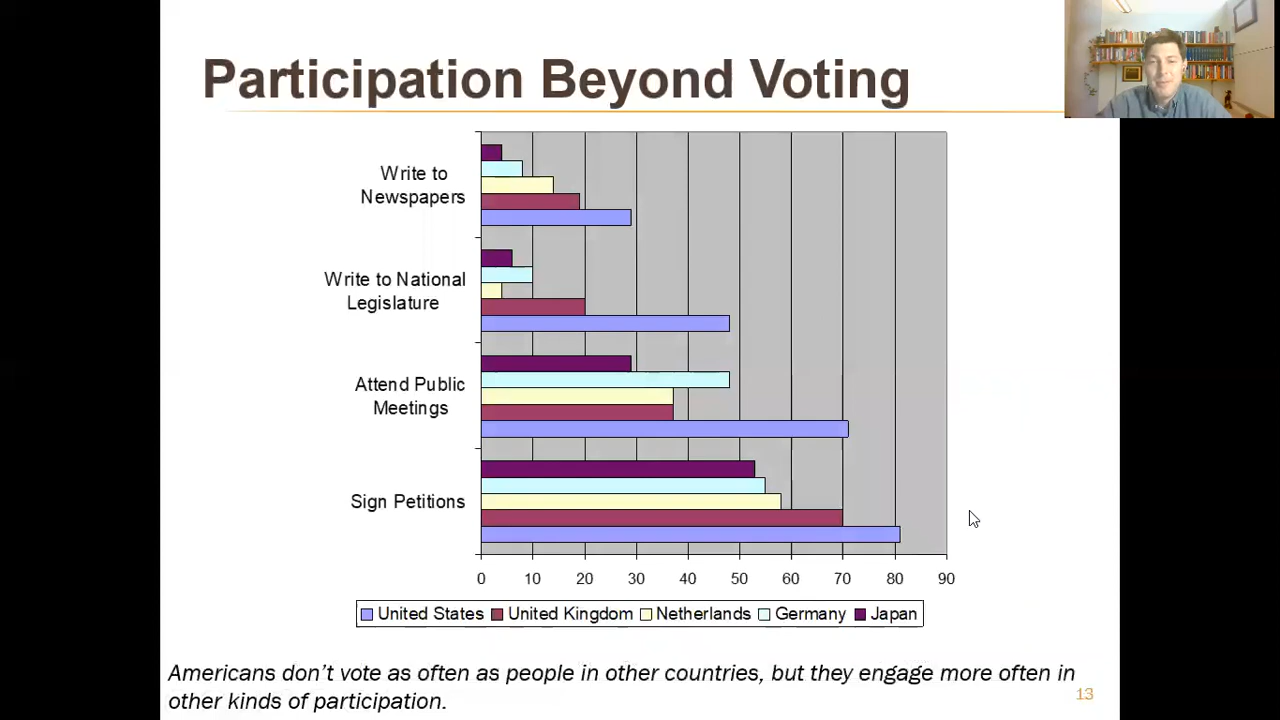 Participation Beyond Voting
Write to
Newspapers
Write to National
Legislature
Attend Public
Meetings
Sign Petitions
0 10 20 30 40 50 60 70 80 90
United States United Kingdom Netherlands Germany Japan
Americans don’t vote as often as people in other countries, but they engage more often in
other kinds of participation.
13